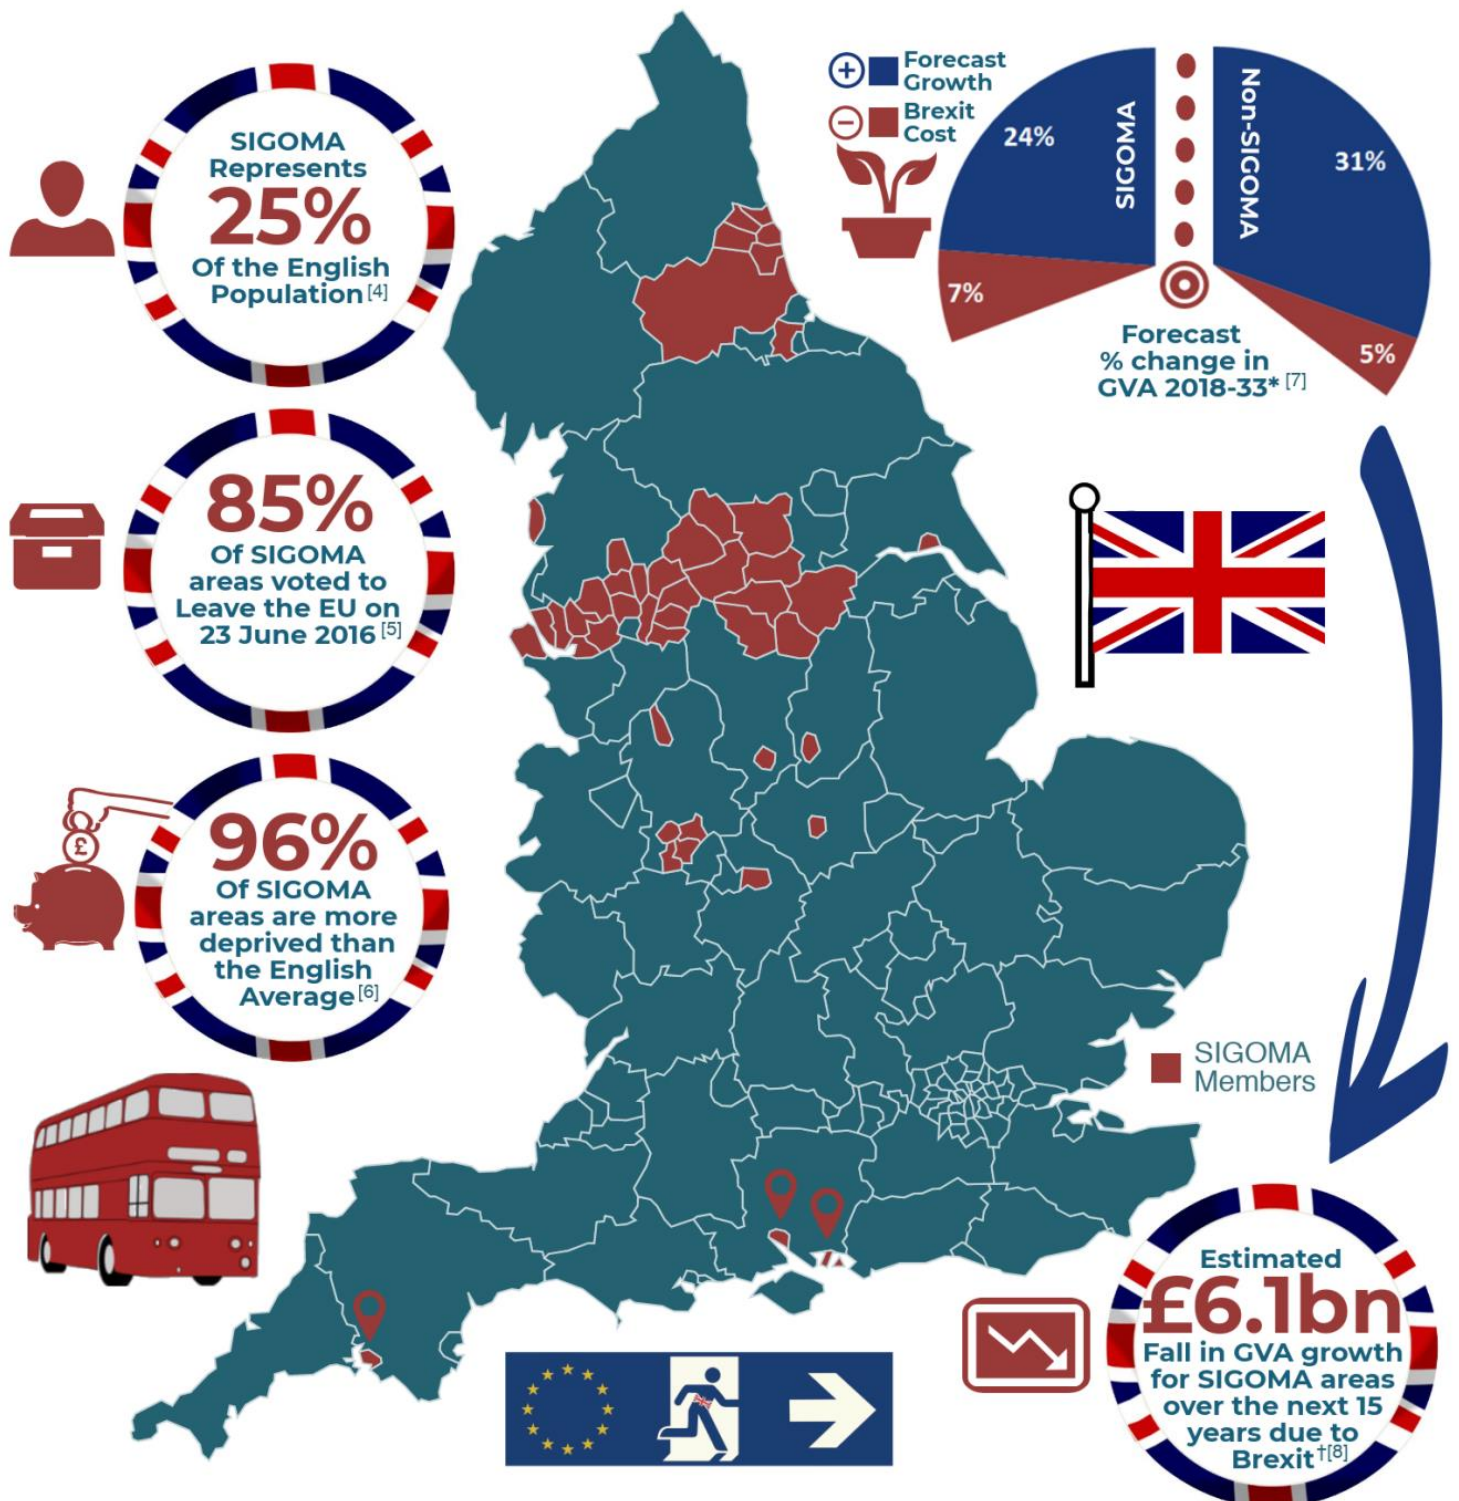 SIGOMA
Represents
25%
Of the English
Population [4]
85%
Of SIGOMA
areas voted to
Leave the EU on
23 June 2016 [5]
£
96%
Of SIGOMA
areas are more
deprived than
the English
Average [6]
Forecast
Growth
Brexit
Cost
24%
SIGOMA
7%
Non-SIGOMA
31%
5%
Forecast
% change in
GVA 2018-33* [7]
SIGOMA
Members
Estimated
£6.1bn
Fall in GVA growth
for SIGOMA areas
over the next 15
years due to
Brexit†[8]